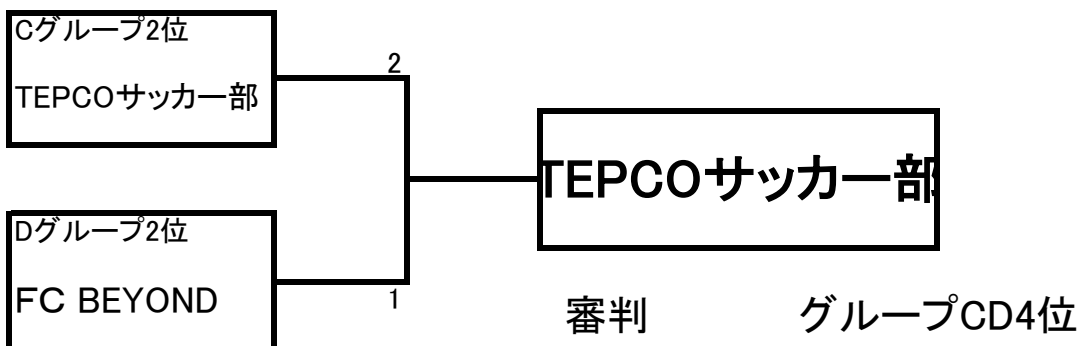 Cグループ2位
TEPCOサッカー部
2
TEPCOサッカー部
Dグループ2位
FC BEYOND
1
審判 グループCD4位